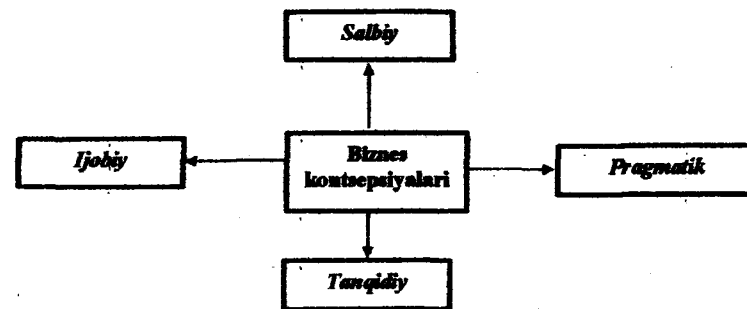 Salbiy
Ijobiy
Biznes
kontsepsiyalari
Pragmatik
Tanqidiy